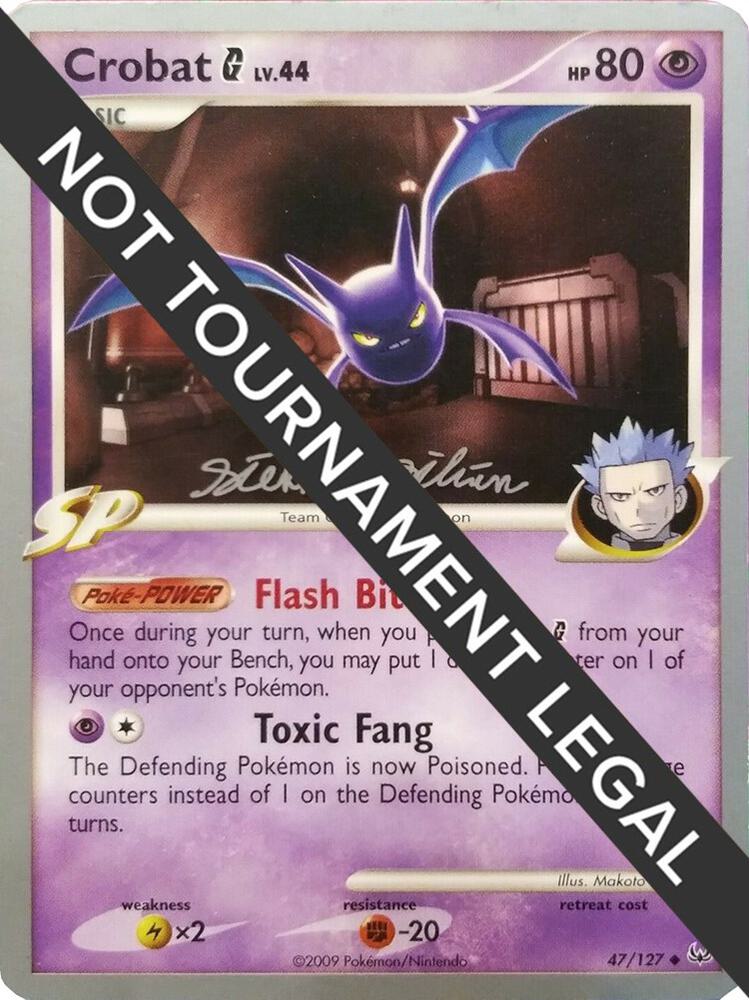 Crobat G LV.44 HP 80
SIC
NOT TOURNAMENT LEGAL
Team on
SP
Poké-POWER Flash Bit
Once during your turn, when you G from your
hand onto your Bench, you may put 1 ter on 1 of
your opponent's Pokémon.
Toxic Fang
The Defending Pokémon is now Poisoned. ge
counters instead of 1 on the Defending Pokémo
turns.
Illus. Makoto
weakness resistance retreat cost
×2 -20
©2009 Pokémon/Nintendo 47/127